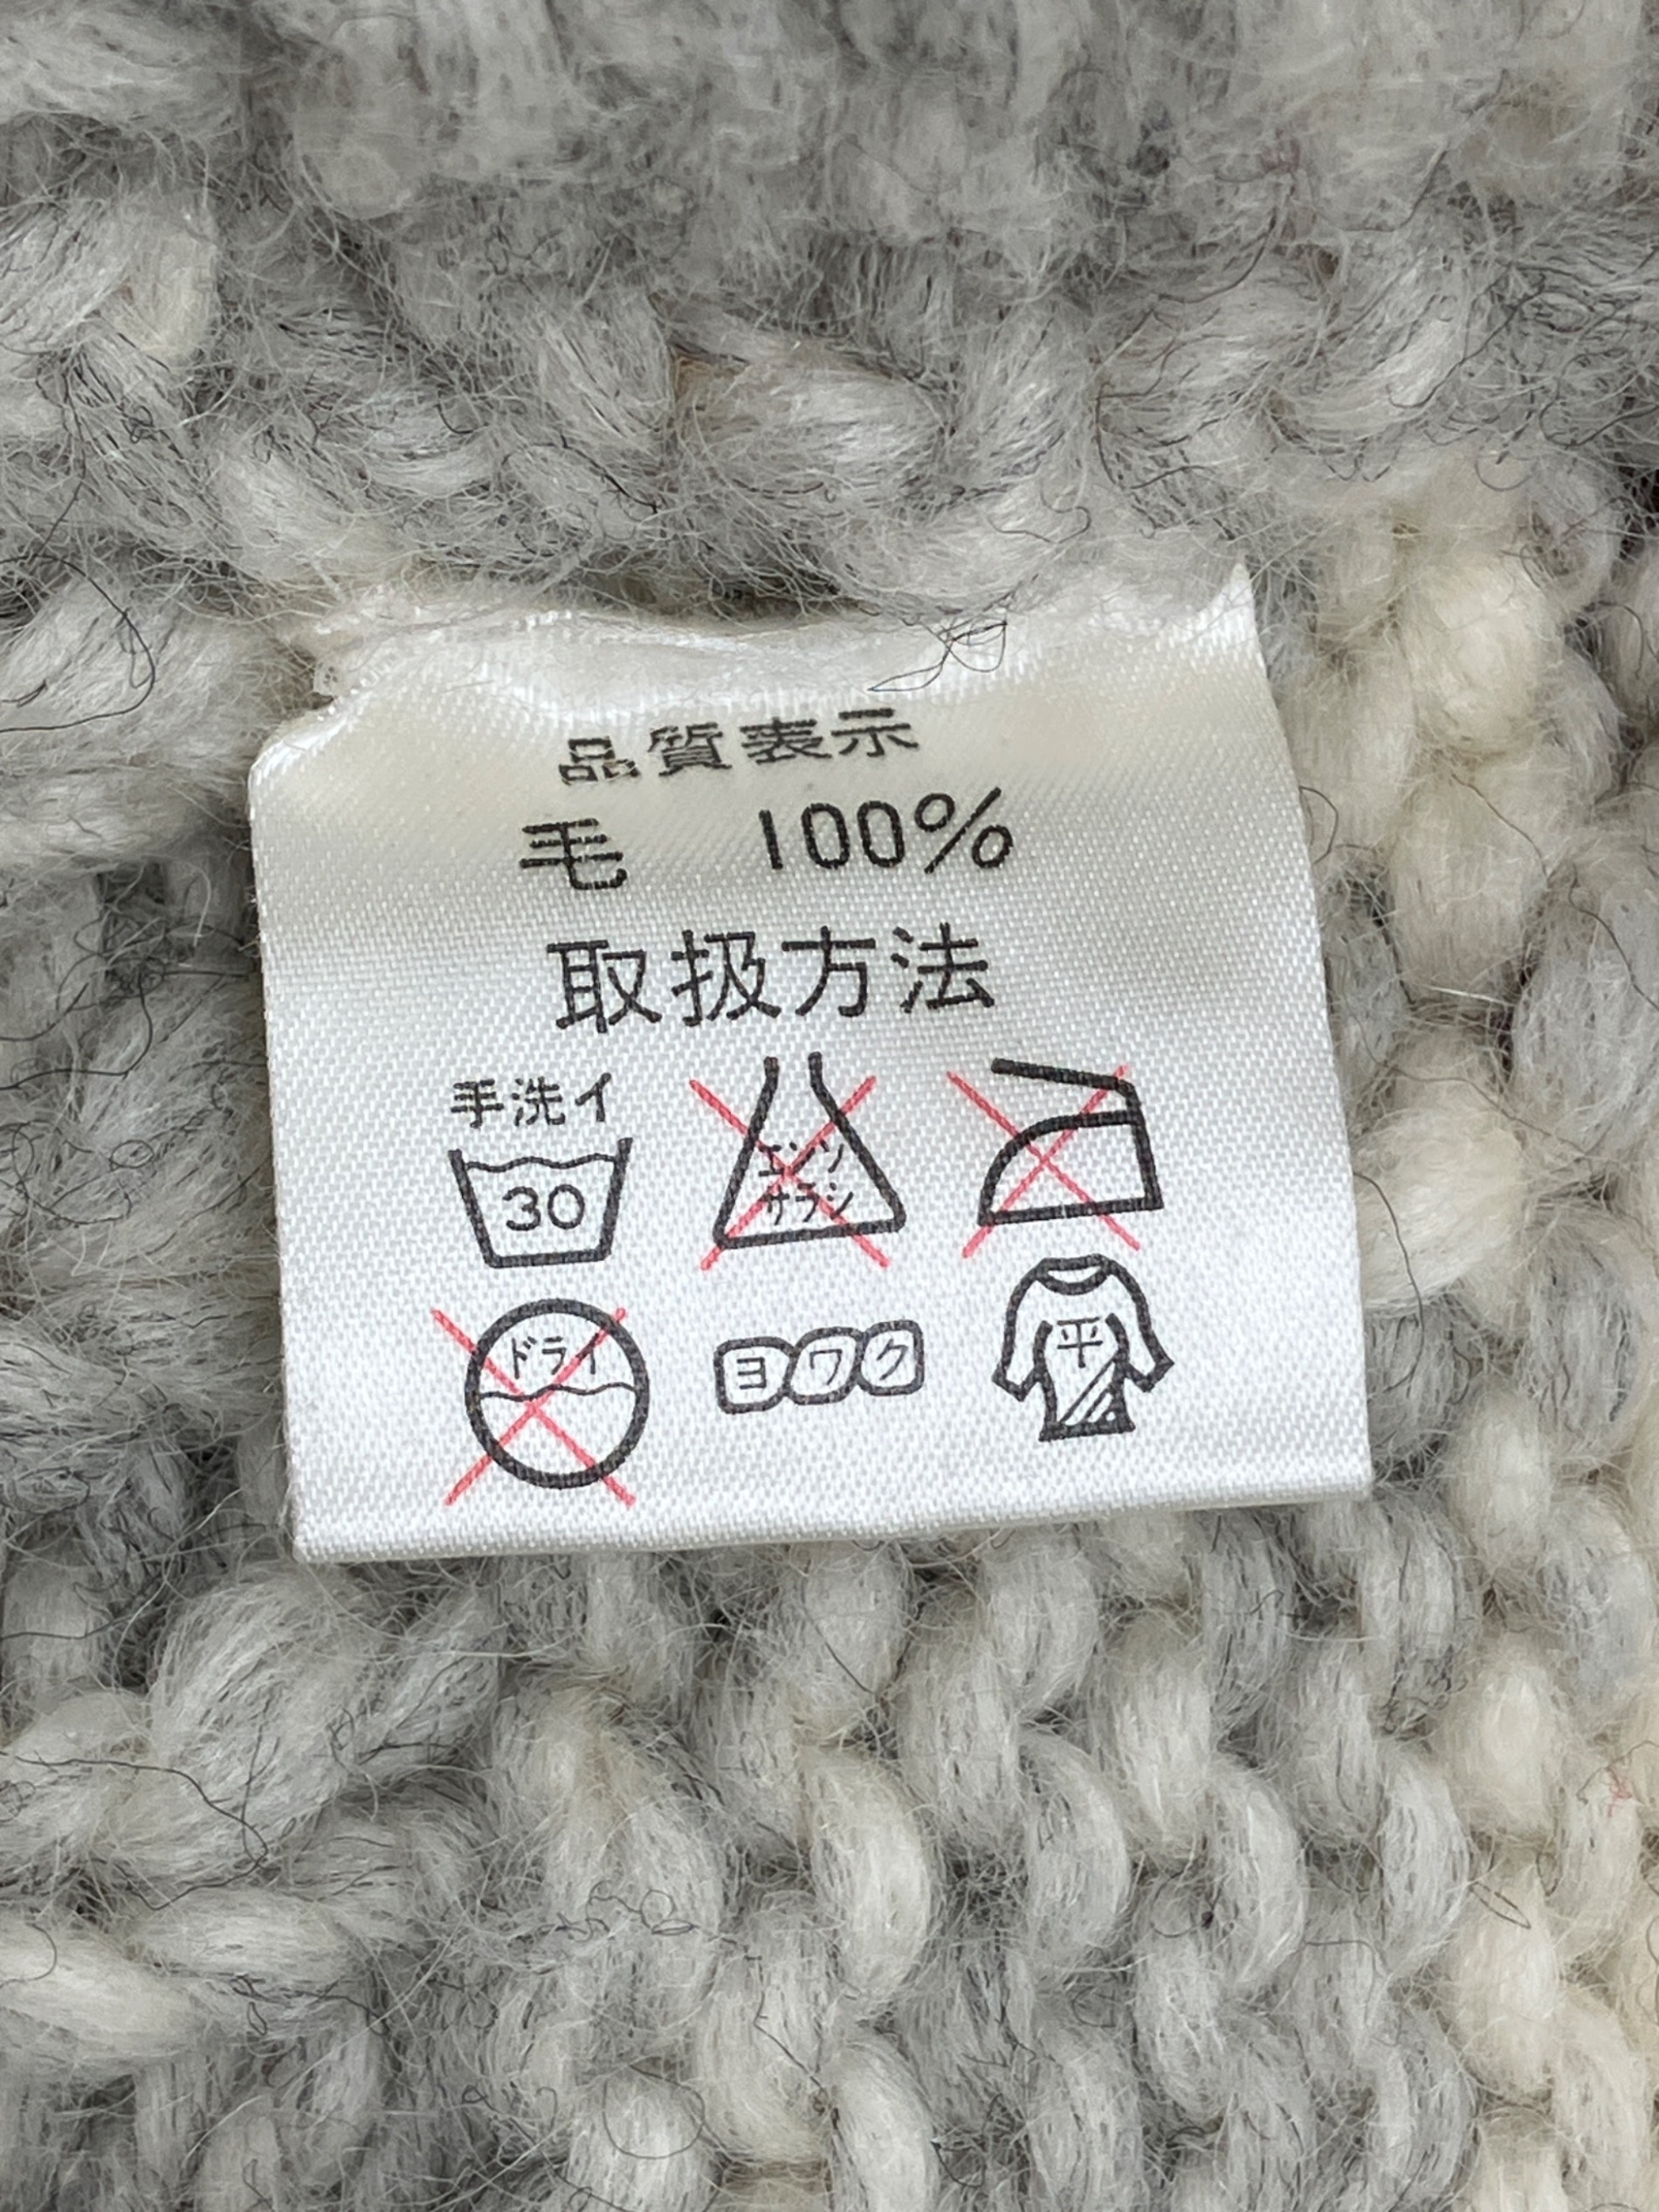 品質表示
毛 100%
取扱方法
手洗イ
30
エンソ
サラシ
ドライ
ヨワク
平